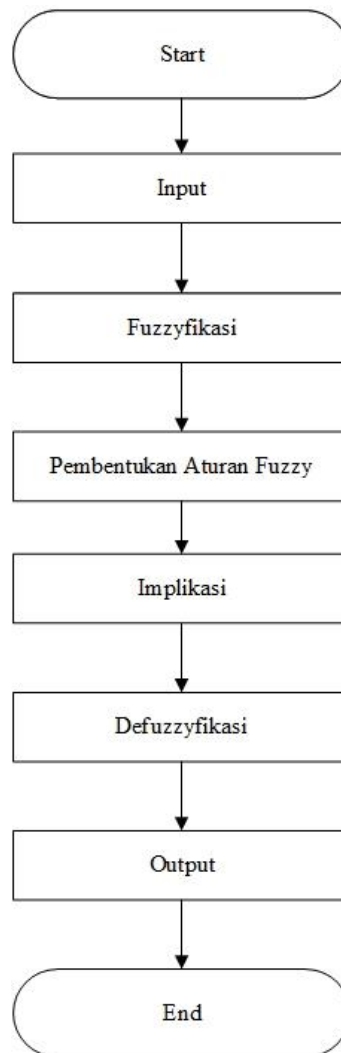 Start
Input
Fuzzyfikasi
Pembentukan Aturan Fuzzy
Implikasi
Defuzzyfikasi
Output
End